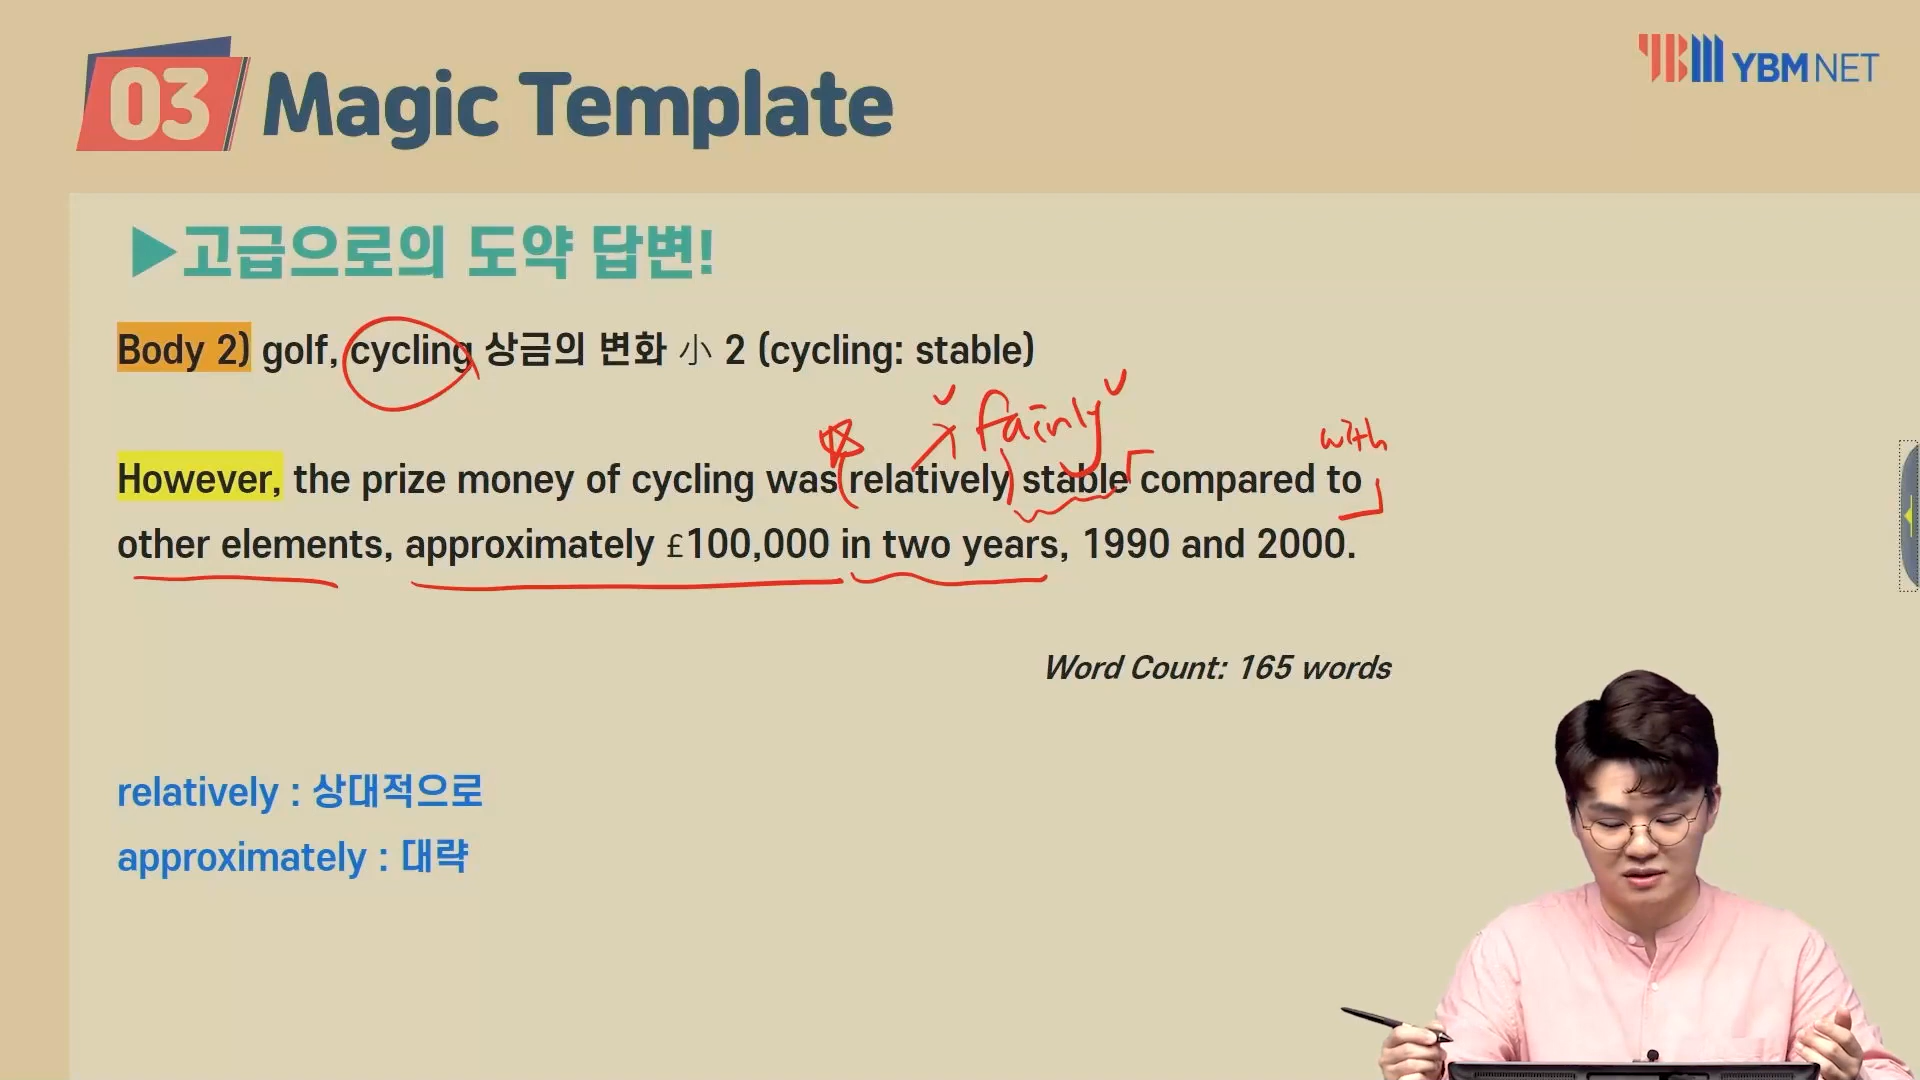 03 Magic Template
YBM NET
▶고급으로의 도약 답변!
Body 2) golf, cycling 상금의 변화 小 2 (cycling: stable)
fairly
with
However, the prize money of cycling was relatively stable compared to
other elements, approximately £100,000 in two years, 1990 and 2000.
Word Count: 165 words
relatively : 상대적으로
approximately : 대략